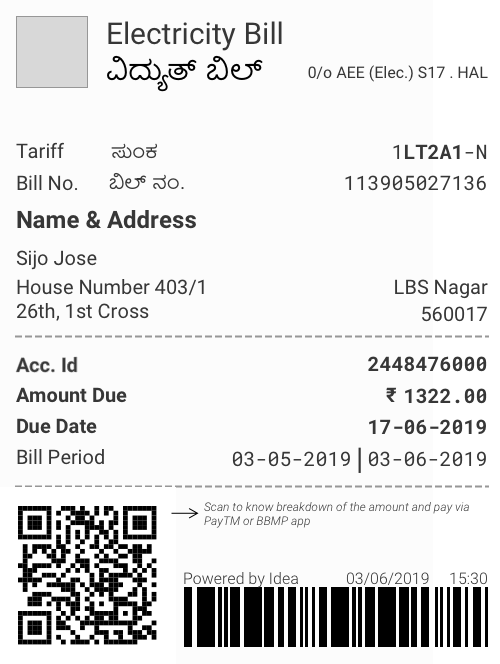 Electricity Bill
ವಿದ್ಯುತ್ ಬಿಲ್ 0/o AEE (Elec.) S17 . HAL
Tariff ಸುಂಕ 1LT2A1-N
Bill No. ಬಿಲ್ ನಂ. 113905027136
Name & Address
Sijo Jose
House Number 403/1 LBS Nagar
26th, 1st Cross 560017
Acc. Id 2448476000
Amount Due ₹ 1322.00
Due Date 17-06-2019
Bill Period 03-05-2019 | 03-06-2019
Scan to know breakdown of the amount and pay via
PayTM or BBMP app
Powered by Idea 03/06/2019 15:30